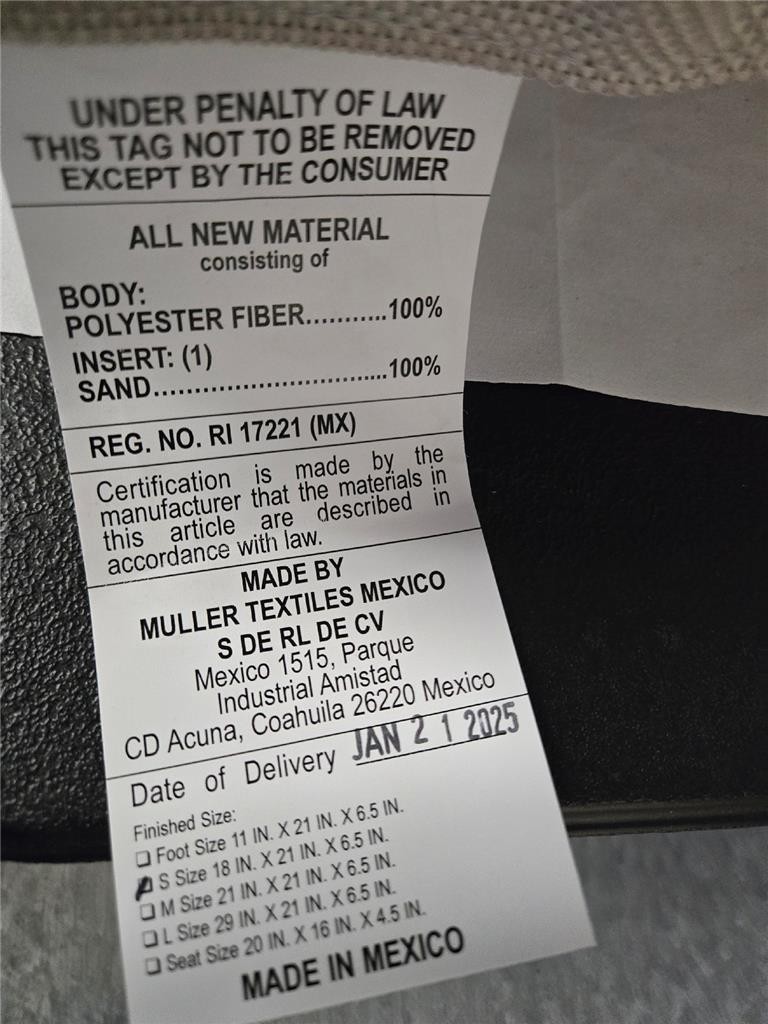 UNDER PENALTY OF LAW
THIS TAG NOT TO BE REMOVED
EXCEPT BY THE CONSUMER
ALL NEW MATERIAL
consisting of
BODY:
POLYESTER FIBER...........100%
INSERT: (1)
SAND................................100%
REG. NO. RI 17221 (MX)
Certification is made by the
manufacturer that the materials in
this article are described in
accordance with law.
MADE BY
MULLER TEXTILES MEXICO
S DE RL DE CV
Mexico 1515, Parque
Industrial Amistad
CD Acuna, Coahuila 26220 Mexico
Date of Delivery JAN 21 2025
Finished Size:
❑ Foot Size 11 IN. X 21 IN. X 6.5 IN.
❑ S Size 18 IN. X 21 IN. X 6.5 IN.
❑ M Size 21 IN. X 21 IN. X 6.5 IN.
❑ L Size 29 IN. X 21 IN. X 6.5 IN.
❑ Seat Size 20 IN. X 16 IN. X 4.5 IN.
MADE IN MEXICO